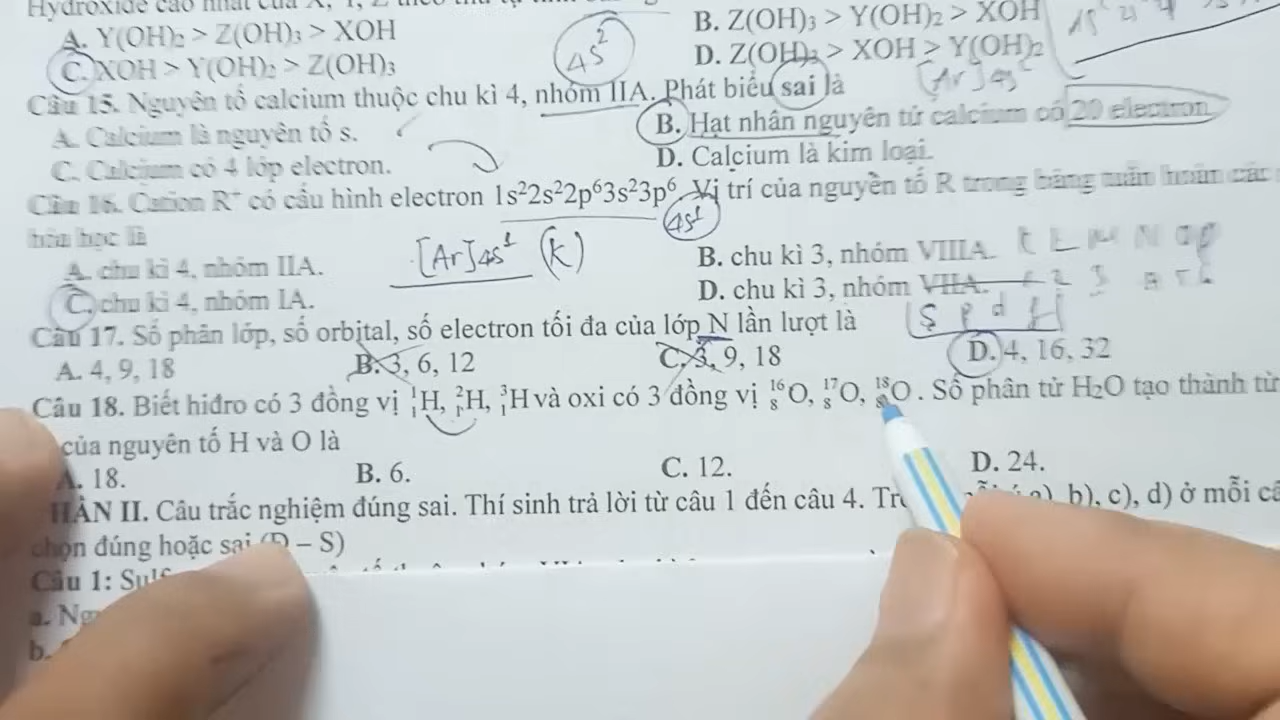 Hydroxide cao nhất của X, Y, Z theo thứ tự
A. Y(OH)₂ > Z(OH)₃ > XOH
B. Z(OH)₃ > Y(OH)₂ > XOH
C. XOH > Y(OH)₂ > Z(OH)₃
D. Z(OH)₃ > XOH > Y(OH)₂
4s²
[Ar]4s²
Câu 15. Nguyên tố calcium thuộc chu kì 4, nhóm IIA. Phát biểu sai là
A. Calcium là nguyên tố s.
B. Hạt nhân nguyên tử calcium có 20 electron
C. Calcium có 4 lớp electron.
D. Calcium là kim loại.
Câu 16. Cation R⁺ có cấu hình electron 1s²2s²2p⁶3s²3p⁶. Vị trí của nguyên tố R trong bảng tuần hoàn các
hóa học là
4s¹
[Ar]4s¹ (K)
A. chu kì 4, nhóm IIA.
B. chu kì 3, nhóm VIIIA.
K L M N O P
C. chu kì 4, nhóm IA.
D. chu kì 3, nhóm VIIA.
1 2 3 4 5 6
Câu 17. Số phân lớp, số orbital, số electron tối đa của lớp N lần lượt là
s p d f
A. 4, 9, 18
B. 3, 6, 12
C. 3, 9, 18
D. 4, 16, 32
Câu 18. Biết hiđro có 3 đồng vị ¹₁H, ²₁H, ³₁H và oxi có 3 đồng vị ¹⁶₈O, ¹⁷₈O, ¹⁸₈O. Số phân tử H₂O tạo thành từ
của nguyên tố H và O là
A. 18.
B. 6.
C. 12.
D. 24.
HẦN II. Câu trắc nghiệm đúng sai. Thí sinh trả lời từ câu 1 đến câu 4. b), c), d) ở mỗi
chọn đúng hoặc sai (Đ – S)
Câu 1:
a.
b.